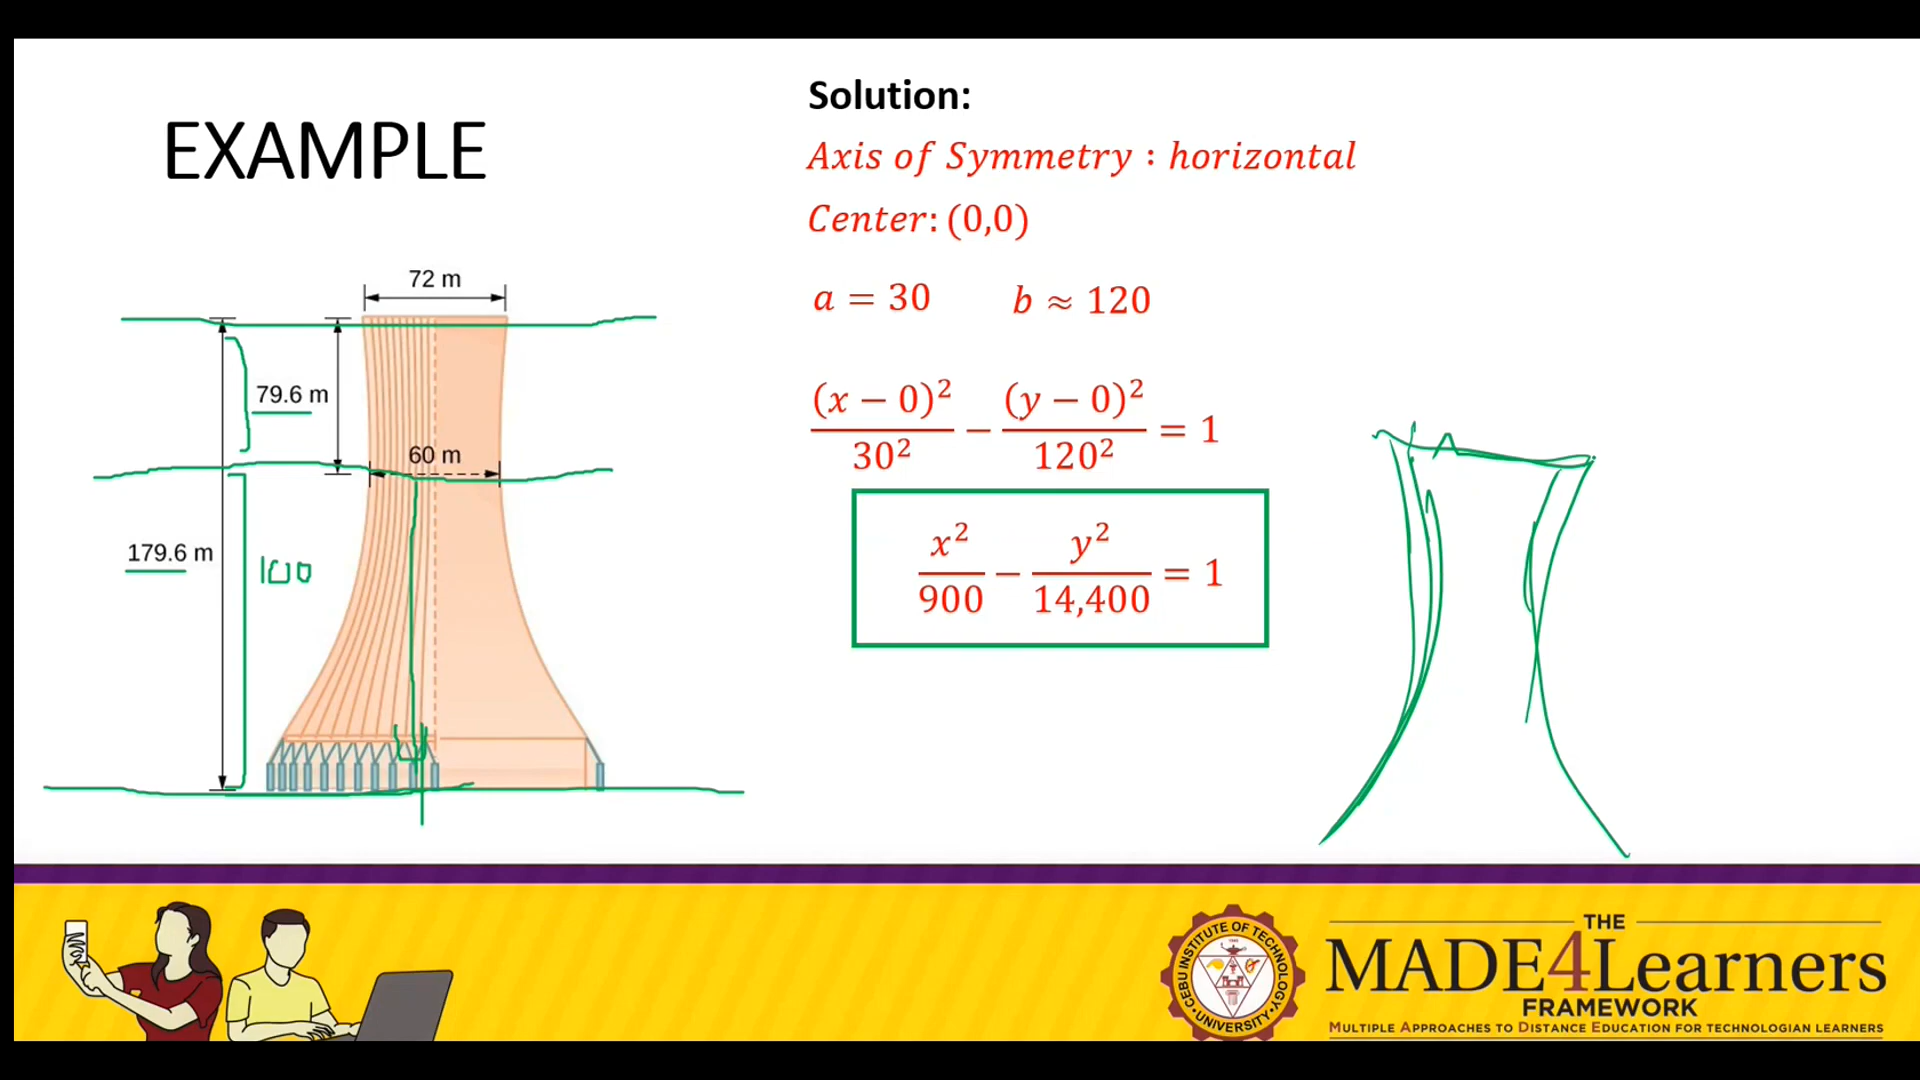 EXAMPLE
72 m
79.6 m
60 m
179.6 m
100
Solution:
Axis of Symmetry : horizontal
Center: (0,0)
a = 30 b ≈ 120
(x − 0)²/30² − (y − 0)²/120² = 1
x²/900 − y²/14,400 = 1
CEBU INSTITUTE OF TECHNOLOGY
UNIVERSITY
THE
MADE4Learners
FRAMEWORK
MULTIPLE APPROACHES TO DISTANCE EDUCATION FOR TECHNOLOGIAN LEARNERS